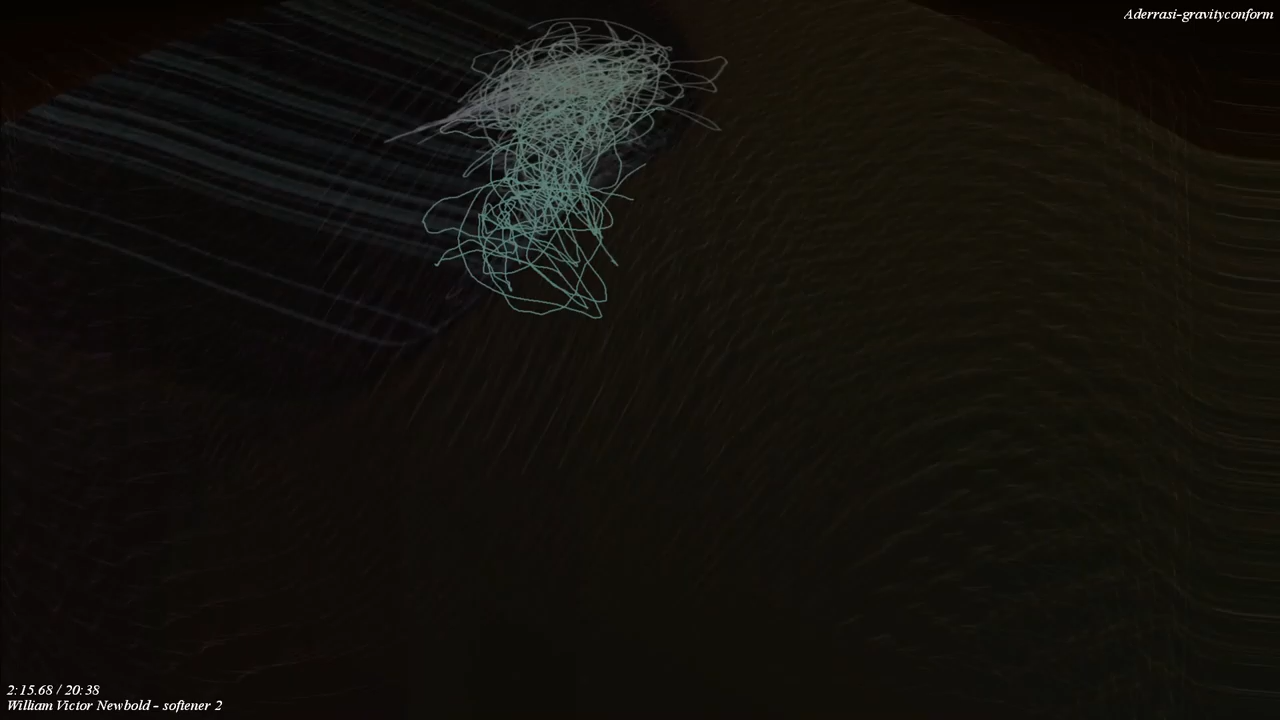 Aderrasi-gravityconform
2:15.68 / 20:38
William Victor Newbold - softener 2